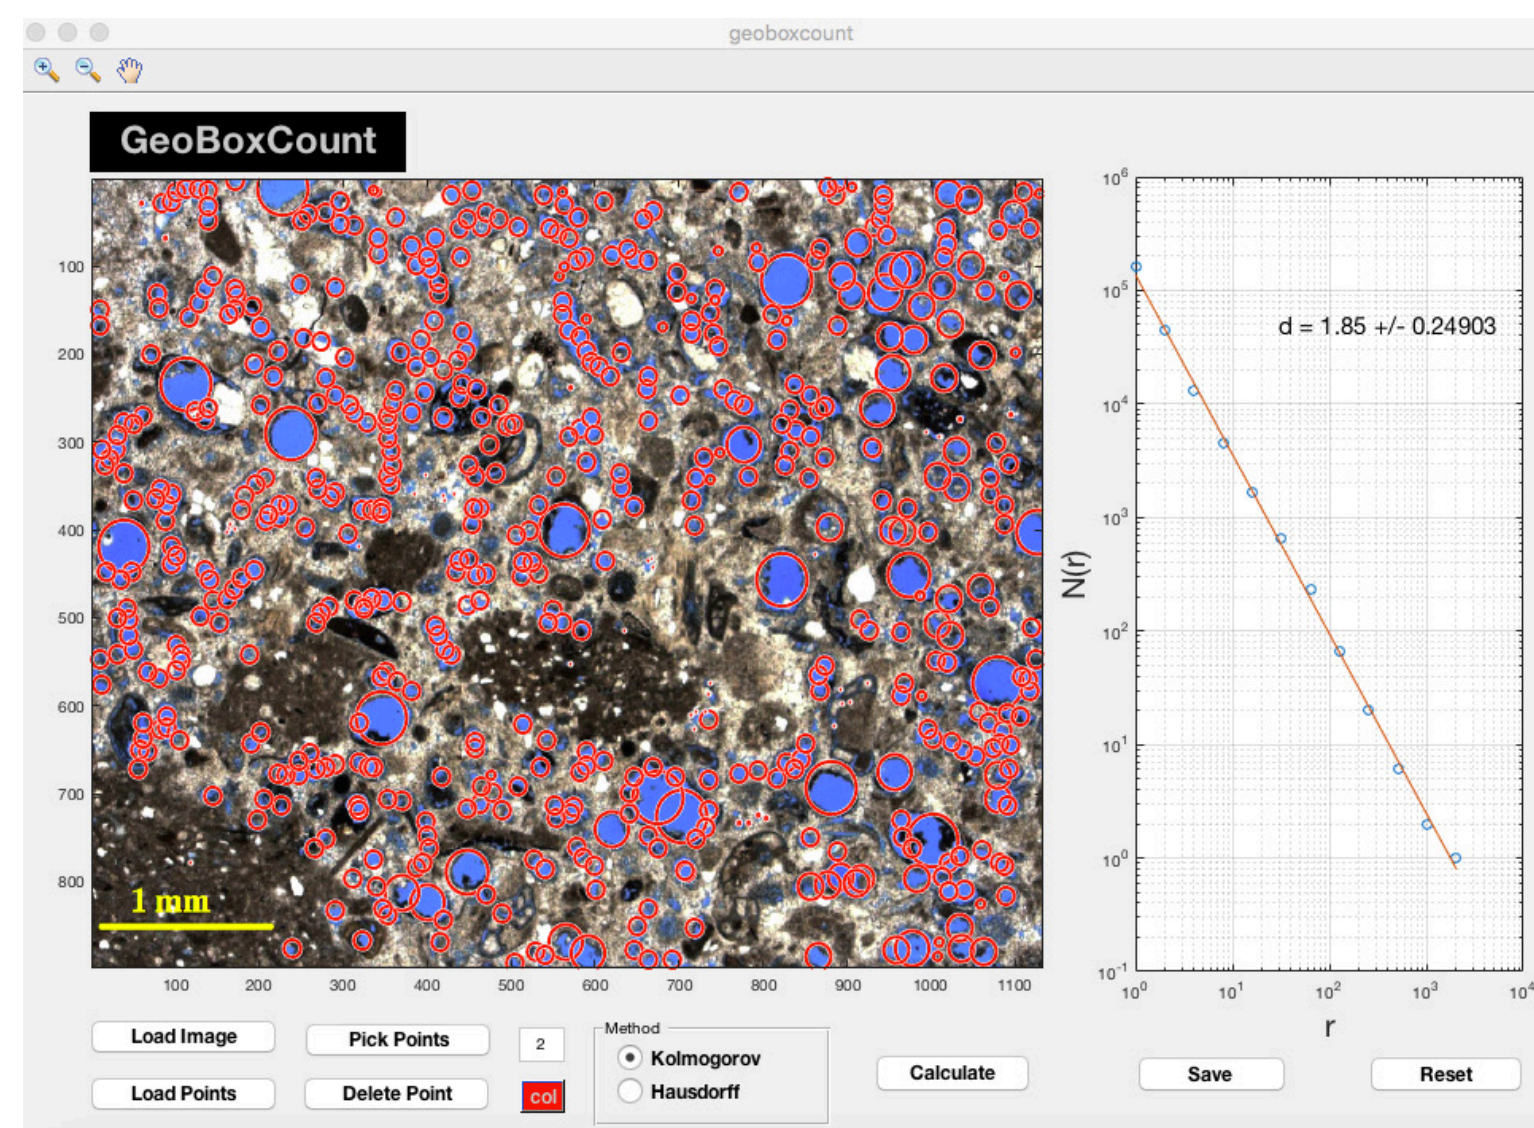 geoboxcount
GeoBoxCount
100
200
300
400
500
600
700
800
1 mm
100 200 300 400 500 600 700 800 900 1000 1100
10^6
10^5
10^4
10^3
10^2
10^1
10^0
10^-1
d = 1.85 +/- 0.24903
N(r)
10^0 10^1 10^2 10^3 10^4
r
Load Image
Pick Points
2
Method
Kolmogorov
Hausdorff
Calculate
Save
Reset
Load Points
Delete Point
col